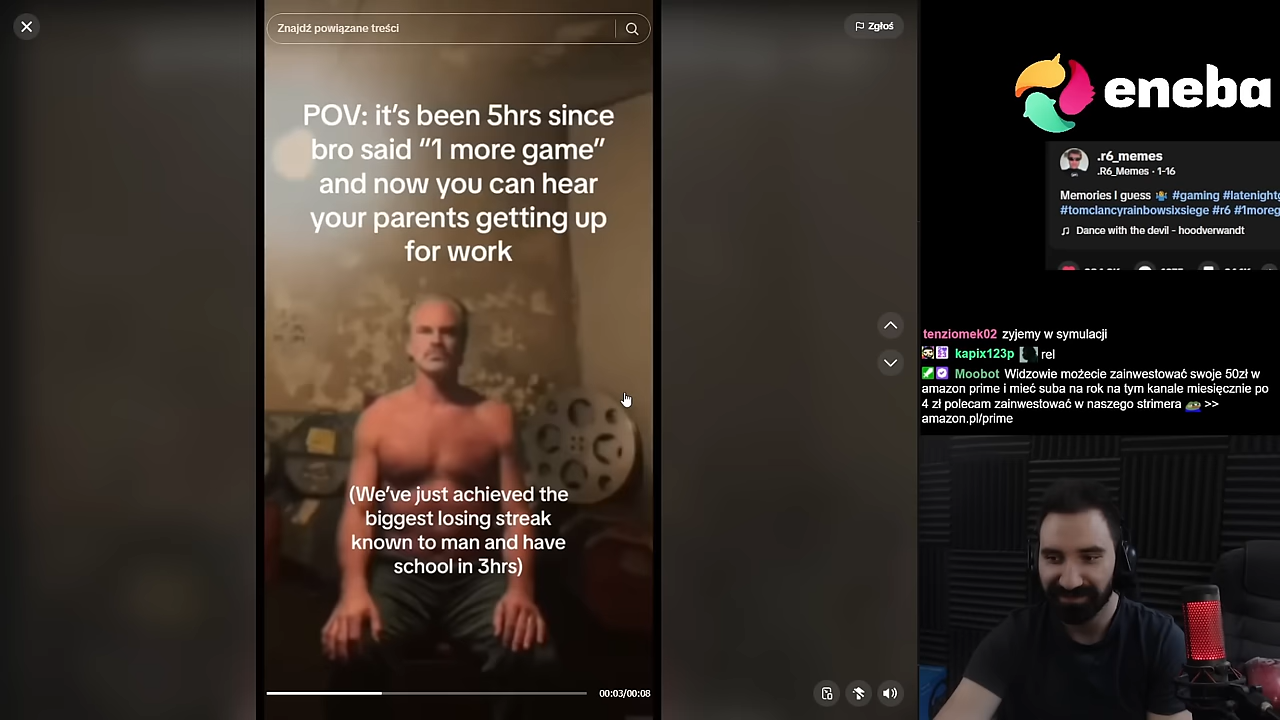 Znajdź powiązane treści
Zgłoś
POV: it's been 5hrs since
bro said "1 more game"
and now you can hear
your parents getting up
for work
(We've just achieved the
biggest losing streak
known to man and have
school in 3hrs)
00:03/00:08
eneba
.r6_memes
.R6_Memes · 1-16
Memories I guess #gaming #latenightg
#tomclancyrainbowsixsiege #r6 #1moreg
Dance with the devil - hoodverwandt
tenziomek02 zyjemy w symulacji
kapix123p rel
Moobot Widzowie możecie zainwestować swoje 50zł w
amazon prime i mieć suba na rok na tym kanale miesięcznie po
4 zł polecam zainwestować w naszego strimera >>
amazon.pl/prime